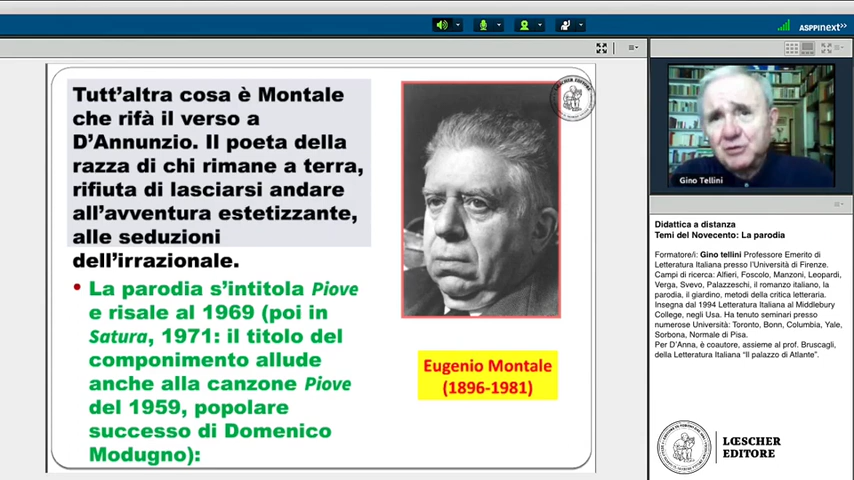 ASPPInext>>
Tutt'altra cosa è Montale
che rifà il verso a
D'Annunzio. Il poeta della
razza di chi rimane a terra,
rifiuta di lasciarsi andare
all'avventura estetizzante,
alle seduzioni
dell'irrazionale.
• La parodia s'intitola Piove
e risale al 1969 (poi in
Satura, 1971: il titolo del
componimento allude
anche alla canzone Piove
del 1959, popolare
successo di Domenico
Modugno):
Eugenio Montale
(1896-1981)
Gino Tellini
Didattica a distanza
Temi del Novecento: La parodia
Formatore/i: Gino tellini Professore Emerito di
Letteratura Italiana presso l'Università di Firenze.
Campi di ricerca: Alfieri, Foscolo, Manzoni, Leopardi,
Verga, Svevo, Palazzeschi, il romanzo italiano, la
parodia, il giardino, metodi della critica letteraria.
Insegna dal 1994 Letteratura Italiana al Middlebury
College, negli Usa. Ha tenuto seminari presso
numerose Università: Toronto, Bonn, Columbia, Yale,
Sorbona, Normale di Pisa.
Per D'Anna, è coautore, assieme al prof. Bruscagli,
della Letteratura Italiana "Il palazzo di Atlante".
LŒSCHER
EDITORE